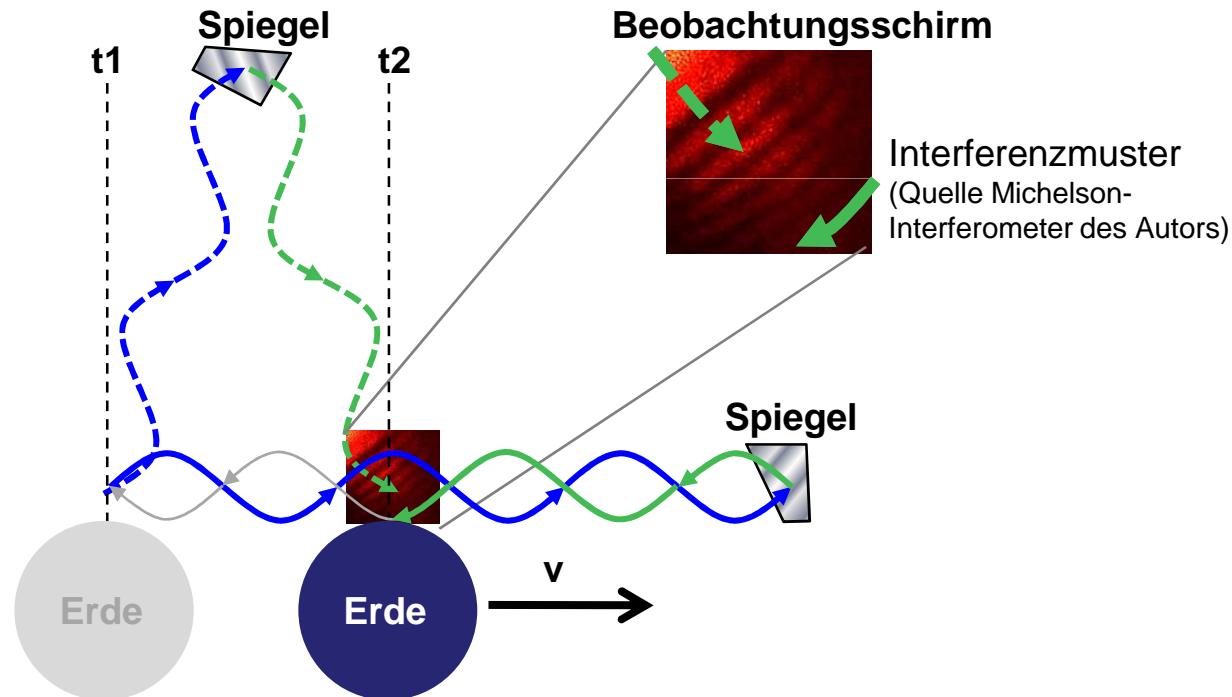 Spiegel
Beobachtungsschirm
t1
t2
Interferenzmuster
(Quelle Michelson-
Interferometer des Autors)
Spiegel
v
Erde
Erde